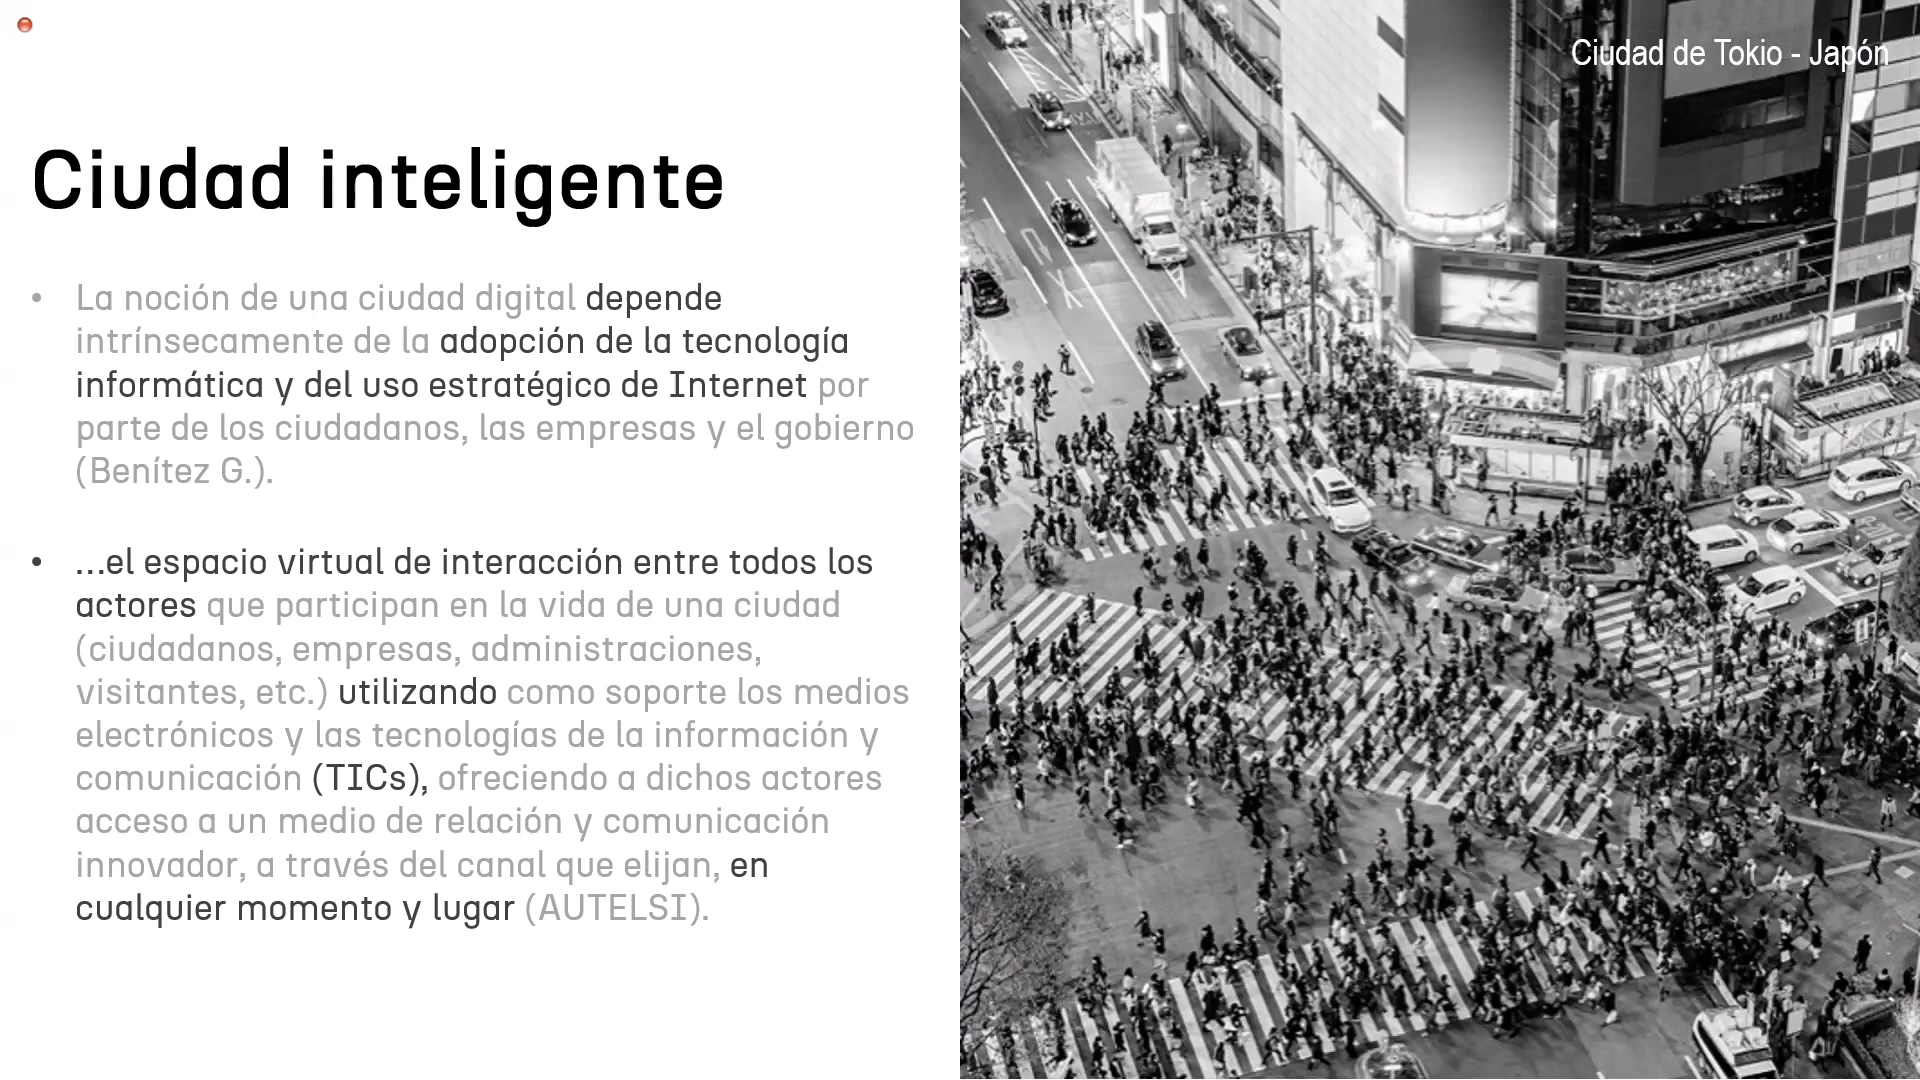 Ciudad de Tokio - Japón
Ciudad inteligente
• La noción de una ciudad digital depende
intrínsecamente de la adopción de la tecnología
informática y del uso estratégico de Internet por
parte de los ciudadanos, las empresas y el gobierno
(Benítez G.).
• ...el espacio virtual de interacción entre todos los
actores que participan en la vida de una ciudad
(ciudadanos, empresas, administraciones,
visitantes, etc.) utilizando como soporte los medios
electrónicos y las tecnologías de la información y
comunicación (TICs), ofreciendo a dichos actores
acceso a un medio de relación y comunicación
innovador, a través del canal que elijan, en
cualquier momento y lugar (AUTELSI).